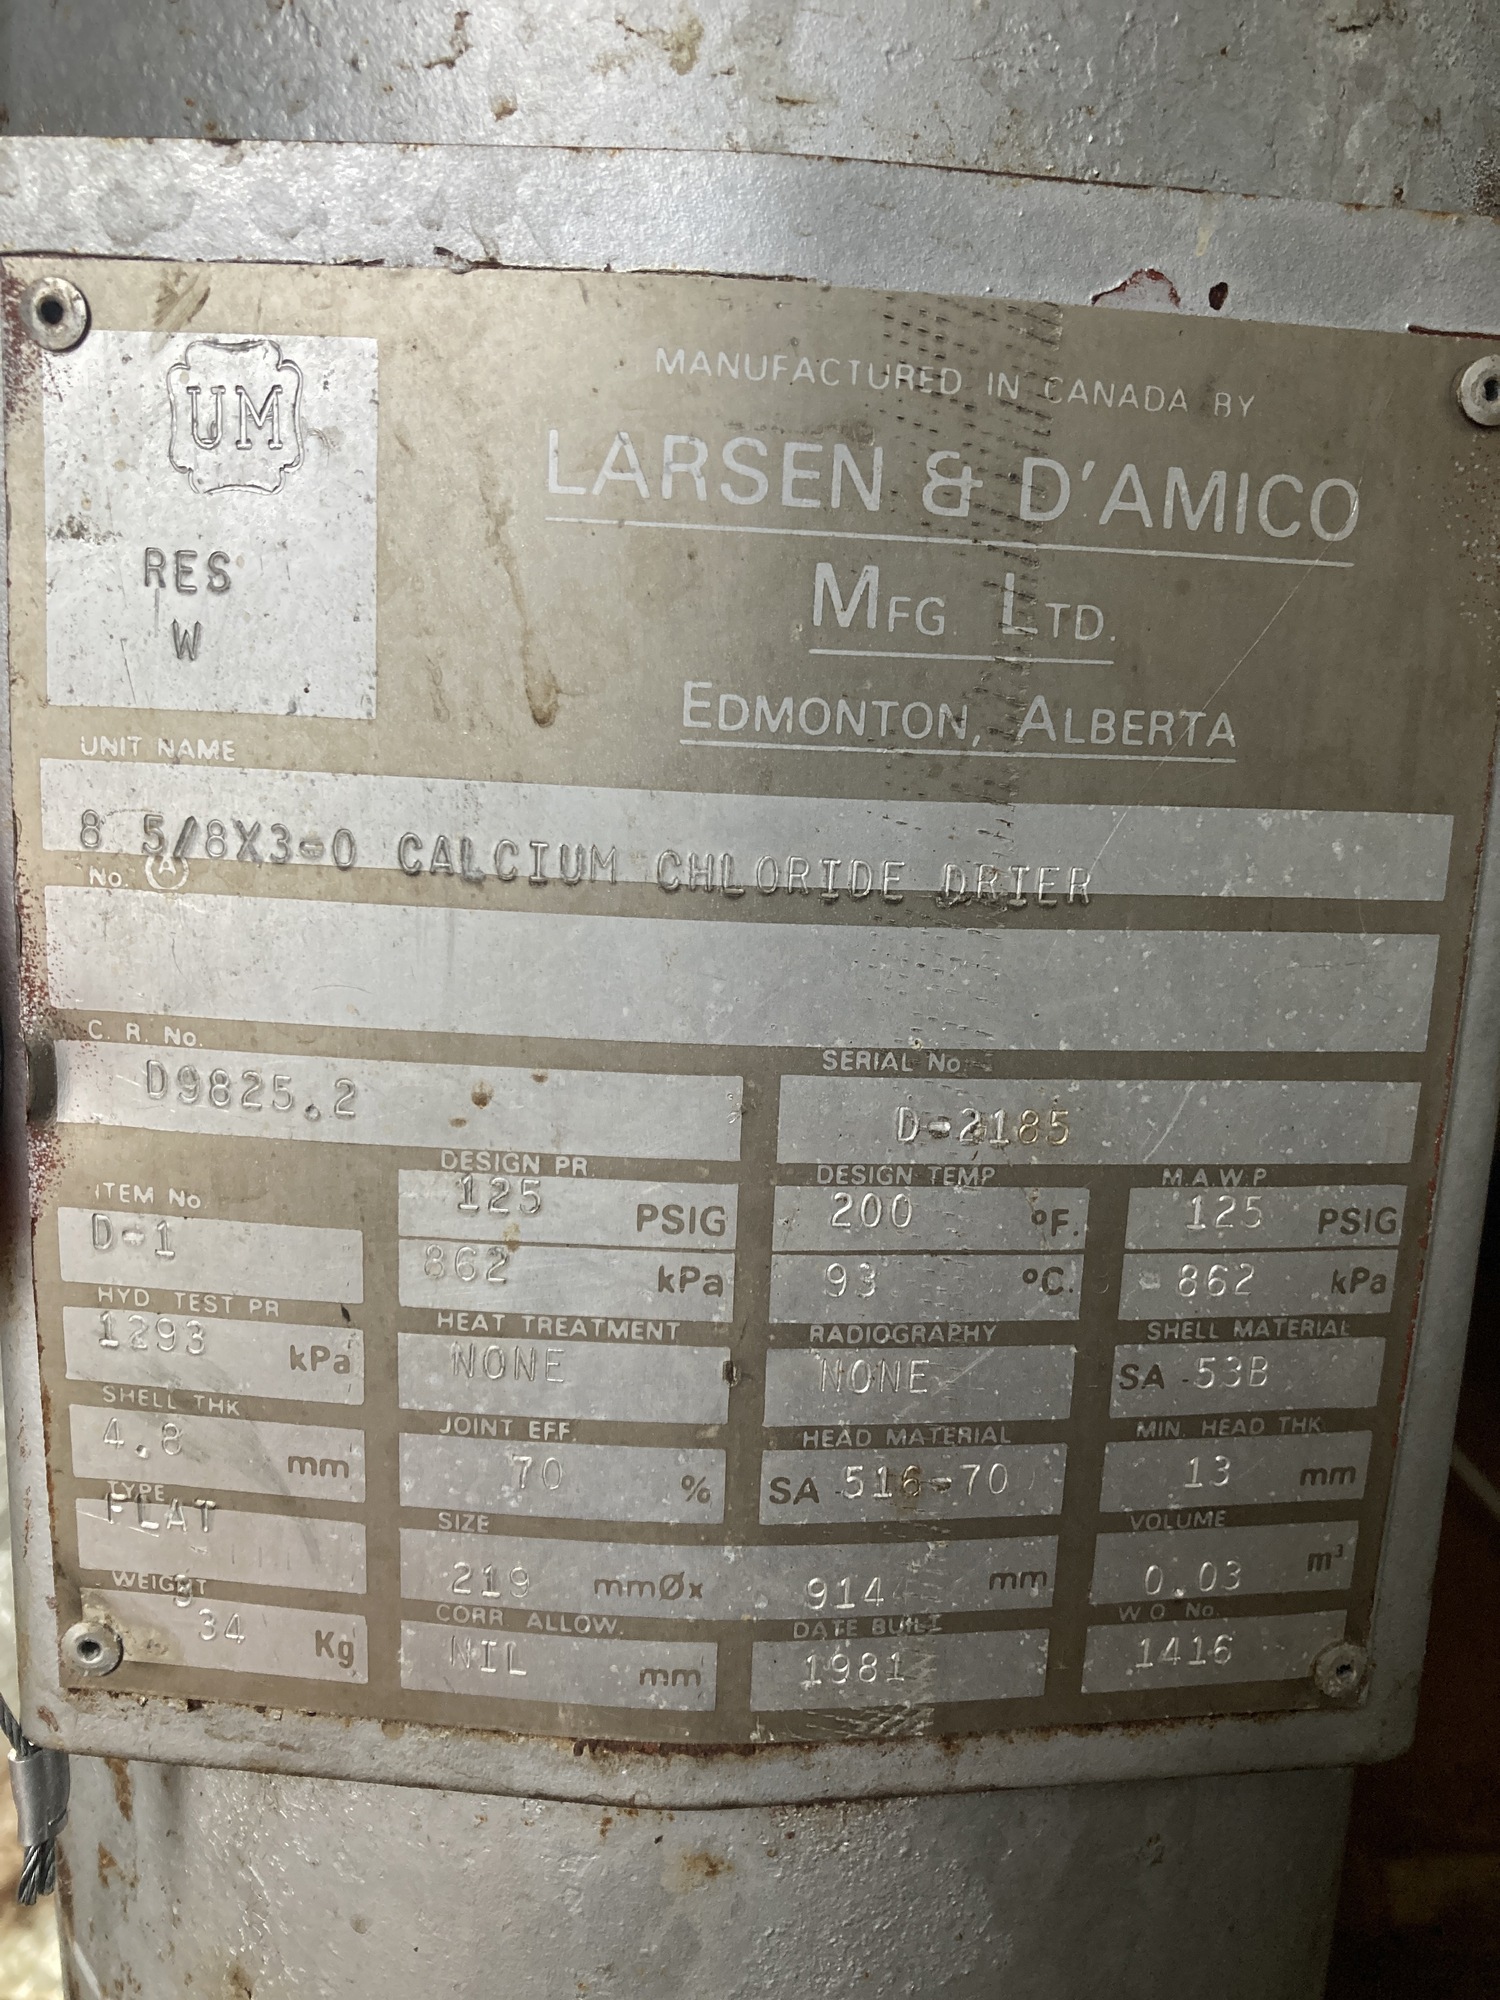 UM
RES
W
MANUFACTURED IN CANADA BY
LARSEN & D'AMICO
MFG LTD.
EDMONTON, ALBERTA
UNIT NAME
8 5/8X3-0 CALCIUM CHLORIDE DRIER
No. A
C. R. No.
D9825.2
SERIAL No
D-2185
ITEM No
D-1
DESIGN PR.
125 PSIG
862 kPa
DESIGN TEMP
200 °F.
93 °C.
M.A.W.P.
125 PSIG
862 kPa
HYD TEST PR
1293 kPa
HEAT TREATMENT
NONE
RADIOGRAPHY
NONE
SHELL MATERIAL
SA 53B
SHELL THK
4.8 mm
JOINT EFF.
70 %
HEAD MATERIAL
SA 516-70
MIN. HEAD THK
13 mm
TYPE
FLAT
SIZE
219 mmØx 914 mm
VOLUME
0.03 m³
WEIGHT
34 Kg
CORR ALLOW.
NIL mm
DATE BUILT
1981
W O No.
1416